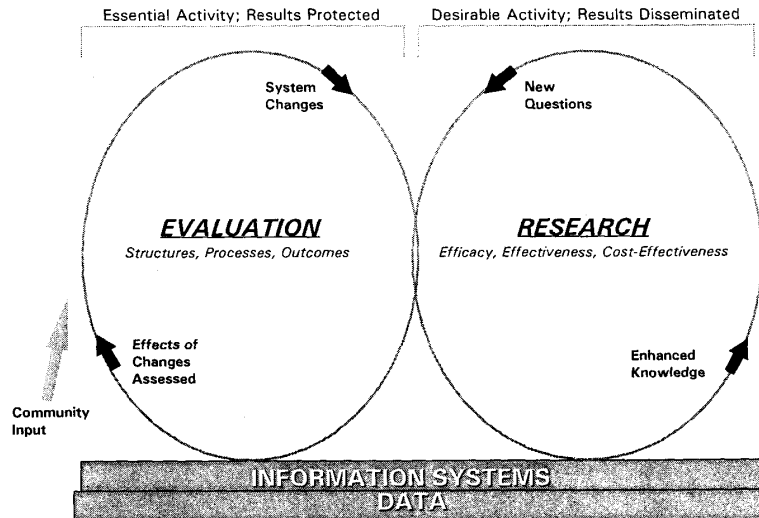 Essential Activity; Results Protected
Desirable Activity; Results Disseminated
System
Changes
New
Questions
EVALUATION
Structures, Processes, Outcomes
RESEARCH
Efficacy, Effectiveness, Cost-Effectiveness
Effects of
Changes
Assessed
Enhanced
Knowledge
Community
Input
INFORMATION SYSTEMS
DATA